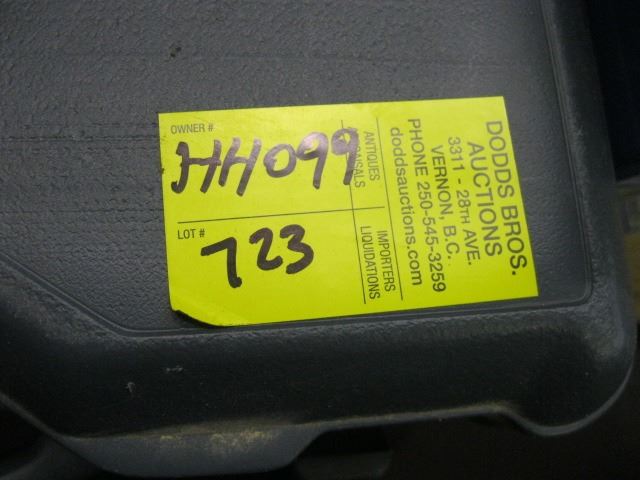 OWNER #
HH099
LOT #
723
ANTIQUES
IMPORTERS
LIQUIDATIONS
DODDS BROS.
AUCTIONS
3311 - 28TH AVE.
VERNON, B.C.
PHONE 250-545-3259
doddsauctions.com